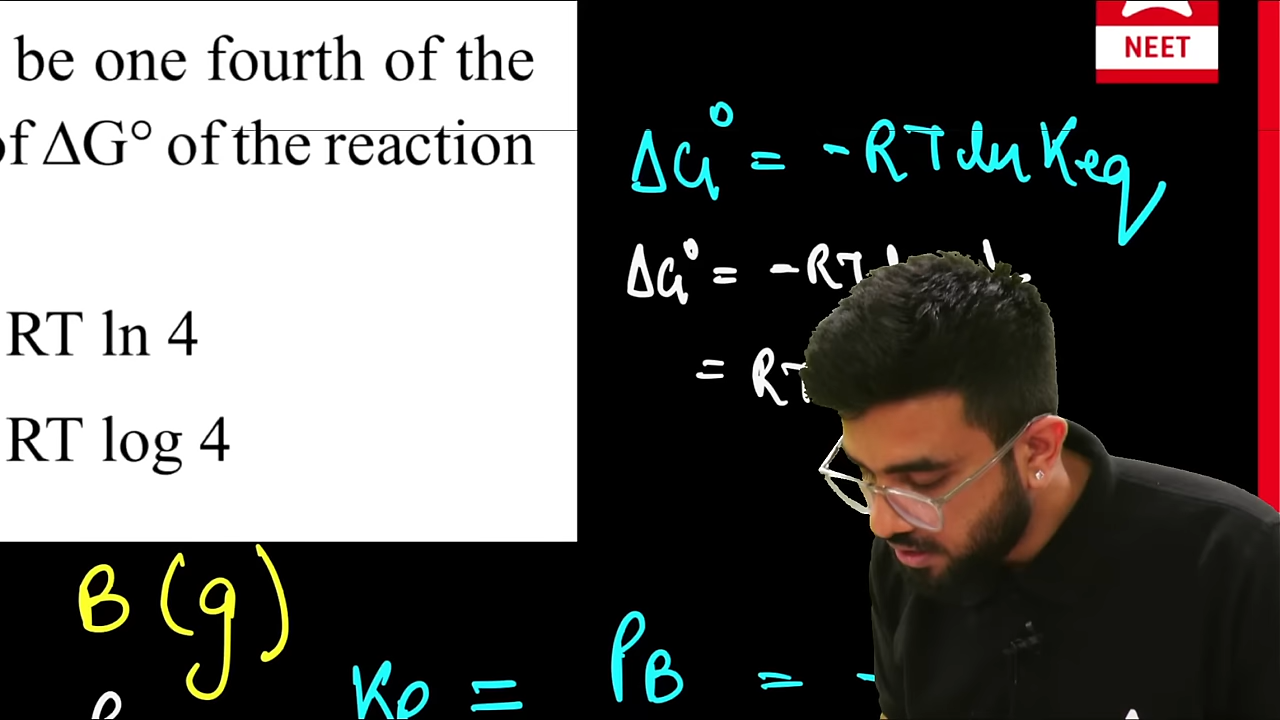 be one fourth of the
of ΔG° of the reaction
RT ln 4
RT log 4
NEET
ΔG° = -RT ln Keq
ΔG° = -RT
= RT
B (g)
Kp = PB =